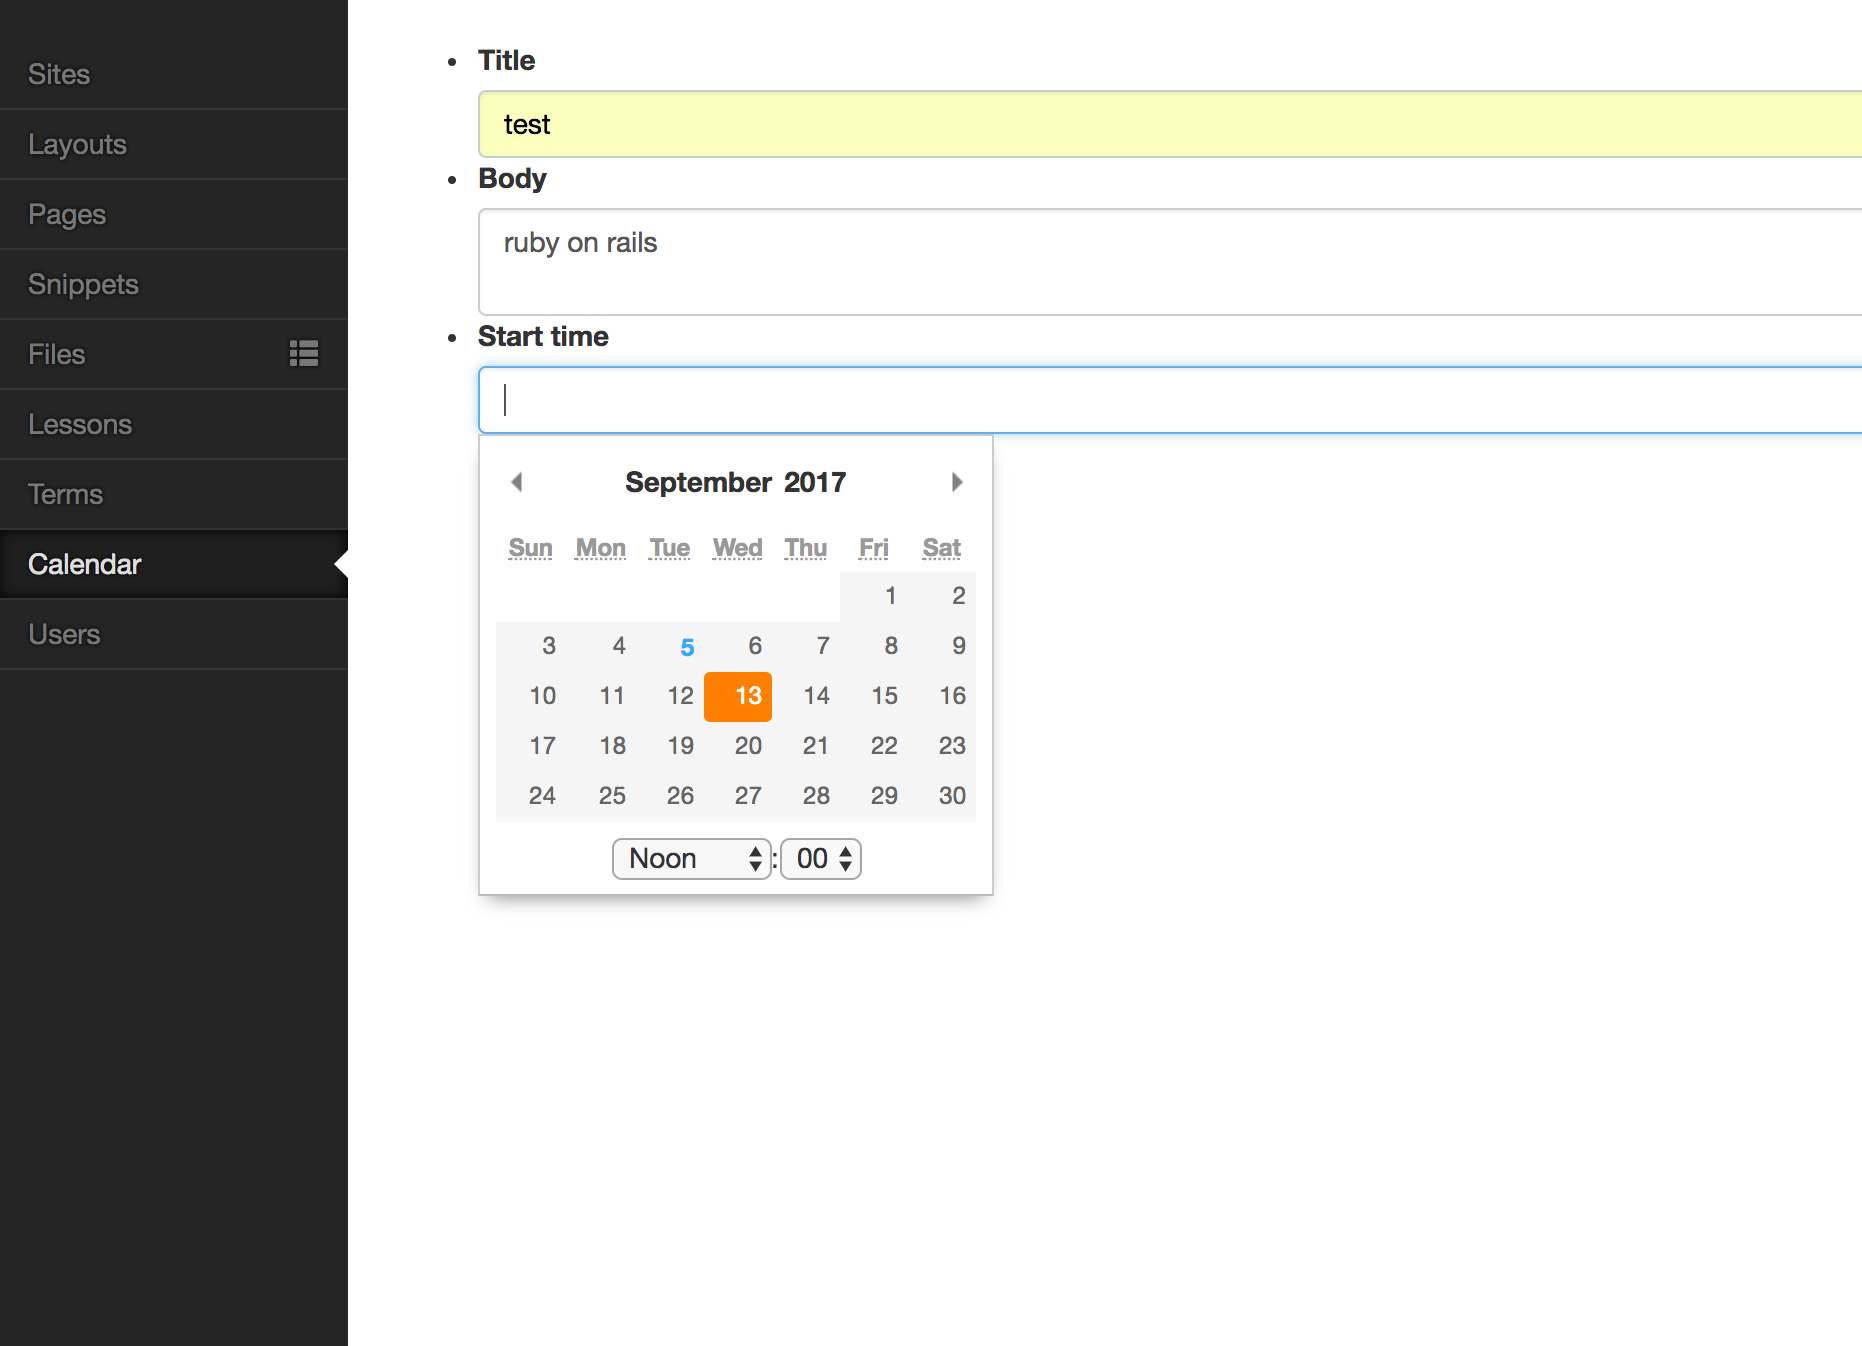 Sites
Layouts
Pages
Snippets
Files
Lessons
Terms
Calendar
Users
Title
test
Body
ruby on rails
Start time
September 2017
Sun Mon Tue Wed Thu Fri Sat
1 2
3 4 5 6 7 8 9
10 11 12 13 14 15 16
17 18 19 20 21 22 23
24 25 26 27 28 29 30
Noon : 00